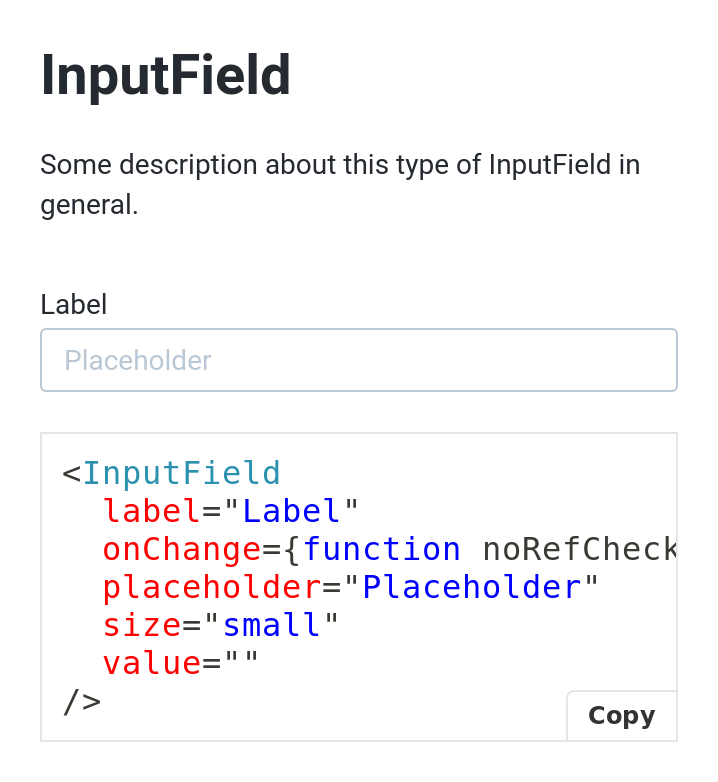 InputField
Some description about this type of InputField in
general.
Label
Placeholder
<InputField
  label="Label"
  onChange={function noRefCheck
  placeholder="Placeholder"
  size="small"
  value=""
/>
Copy